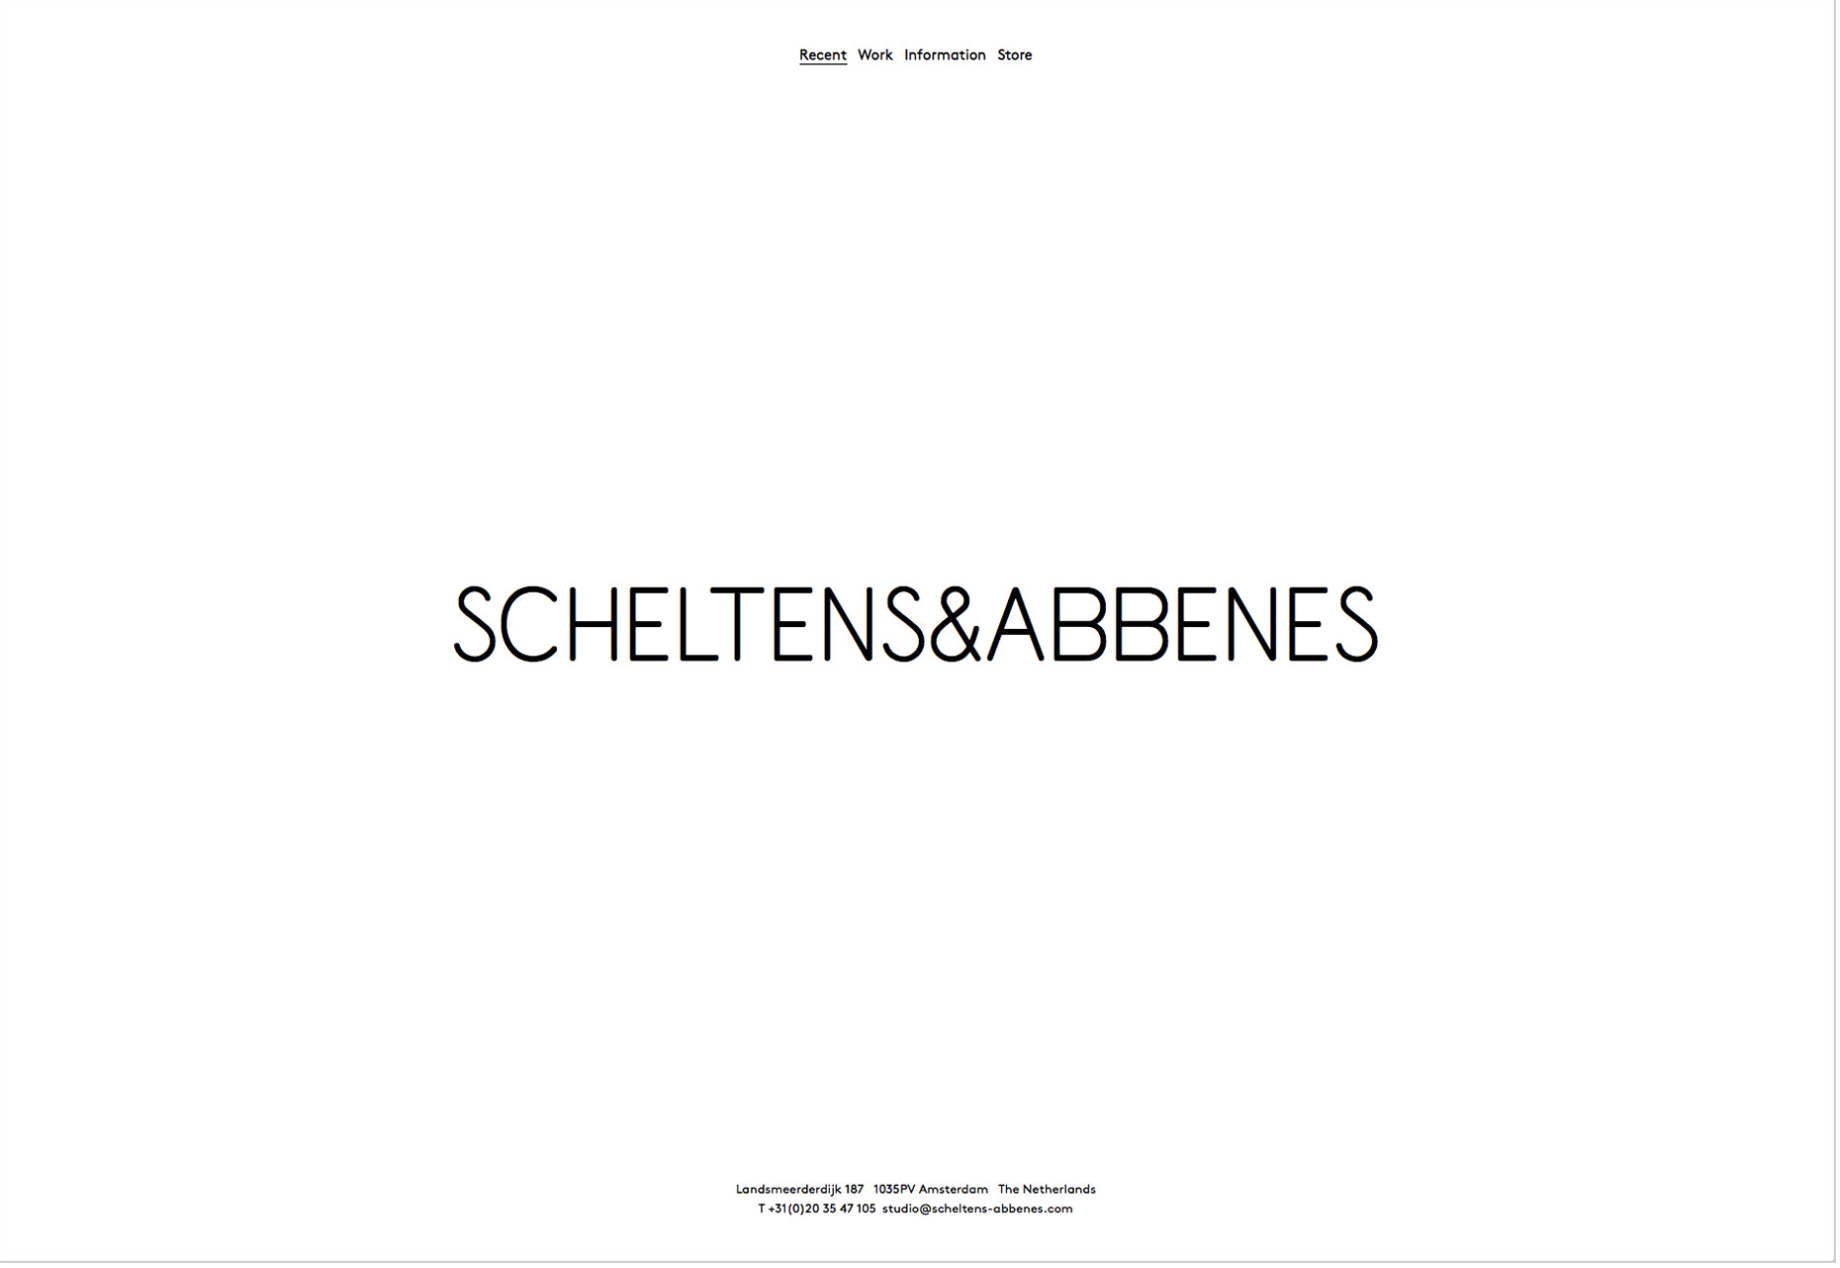 Recent Work Information Store
SCHELTENS&ABBENES
Landsmeerderdijk 187 1035PV Amsterdam The Netherlands
T +31(0)20 35 47 105 studio@scheltens-abbenes.com